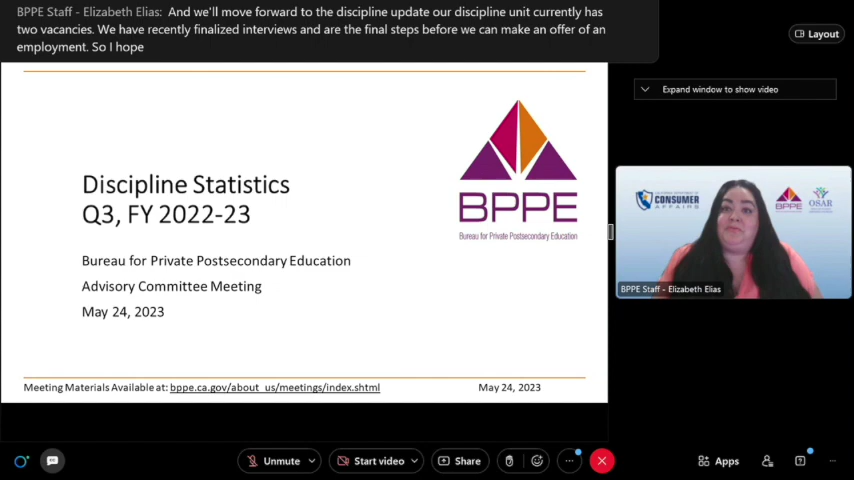 BPPE Staff - Elizabeth Elias: And we'll move forward to the discipline update our discipline unit currently has
two vacancies. We have recently finalized interviews and are the final steps before we can make an offer of an
employment. So I hope
Layout
Expand window to show video
Discipline Statistics
Q3, FY 2022-23
BPPE
Bureau for Private Postsecondary Education
Bureau for Private Postsecondary Education
Advisory Committee Meeting
May 24, 2023
CONSUMER
AFFAIRS
BPPE
OSAR
BPPE Staff - Elizabeth Elias
Meeting Materials Available at: bppe.ca.gov/about_us/meetings/index.shtml
May 24, 2023
Unmute
Start video
Share
Apps